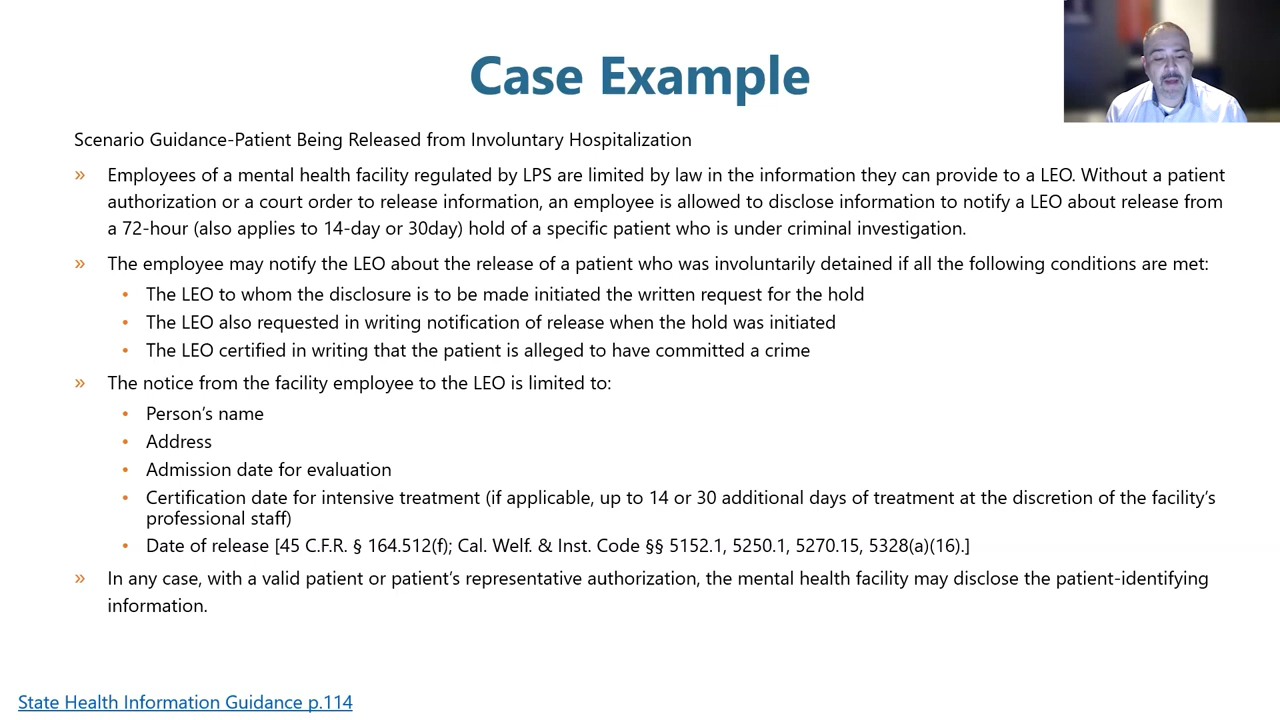 Case Example
Scenario Guidance-Patient Being Released from Involuntary Hospitalization
» Employees of a mental health facility regulated by LPS are limited by law in the information they can provide to a LEO. Without a patient
authorization or a court order to release information, an employee is allowed to disclose information to notify a LEO about release from
a 72-hour (also applies to 14-day or 30day) hold of a specific patient who is under criminal investigation.
» The employee may notify the LEO about the release of a patient who was involuntarily detained if all the following conditions are met:
• The LEO to whom the disclosure is to be made initiated the written request for the hold
• The LEO also requested in writing notification of release when the hold was initiated
• The LEO certified in writing that the patient is alleged to have committed a crime
» The notice from the facility employee to the LEO is limited to:
• Person’s name
• Address
• Admission date for evaluation
• Certification date for intensive treatment (if applicable, up to 14 or 30 additional days of treatment at the discretion of the facility’s
professional staff)
• Date of release [45 C.F.R. § 164.512(f); Cal. Welf. & Inst. Code §§ 5152.1, 5250.1, 5270.15, 5328(a)(16).]
» In any case, with a valid patient or patient’s representative authorization, the mental health facility may disclose the patient-identifying
information.
State Health Information Guidance p.114